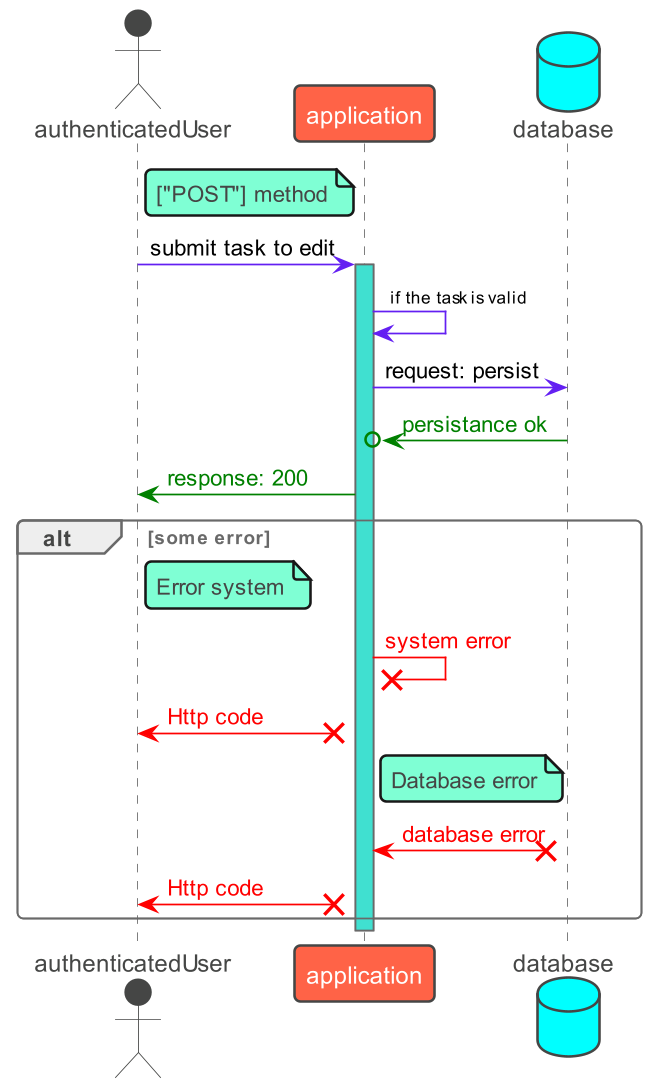 authenticatedUser
application
database
["POST"] method
submit task to edit
if the task is valid
request: persist
persistance ok
response: 200
alt
[some error]
Error system
system error
Http code
Database error
database error
Http code
authenticatedUser
application
database